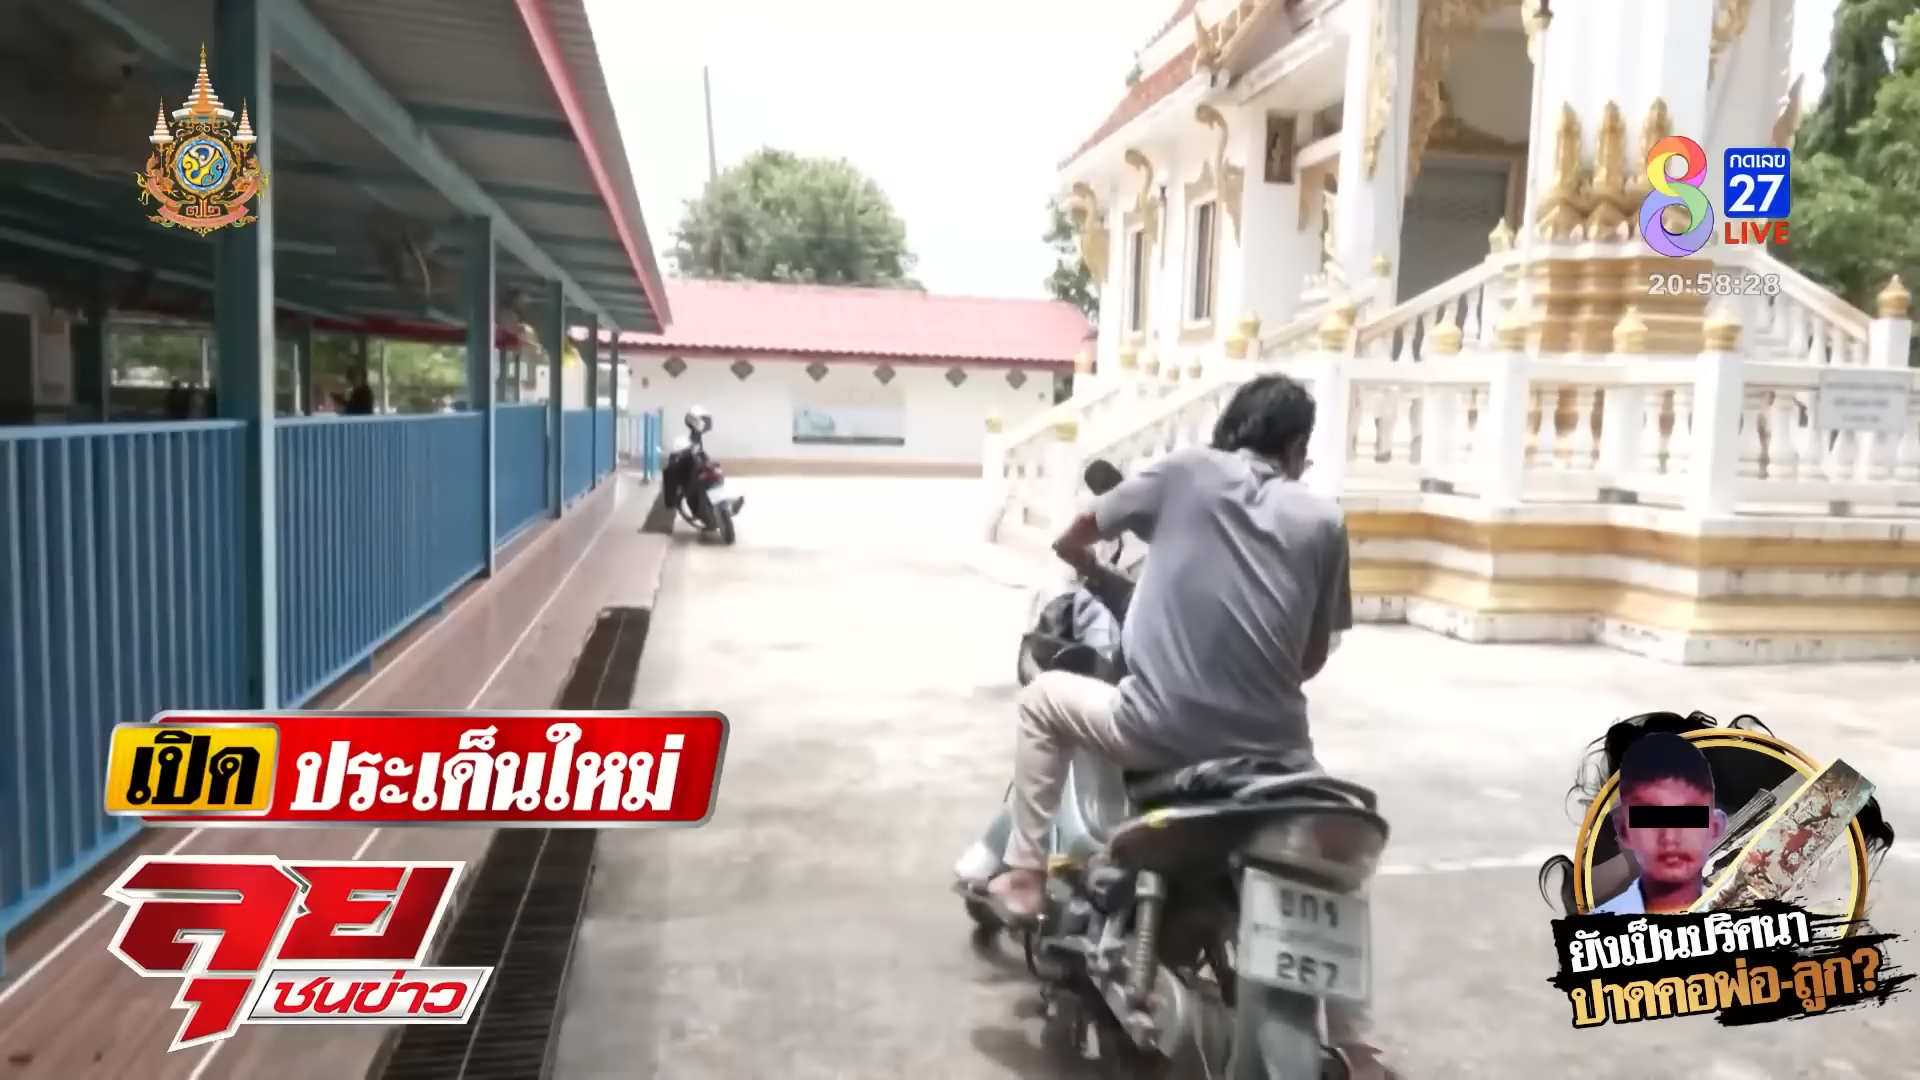 กดเลข
27
LIVE
20:58:28
เปิด ประเด็นใหม่
ลุย
ชนข่าว
267
ยังเป็นปริศนา
ปาดคอพ่อ-ลูก?